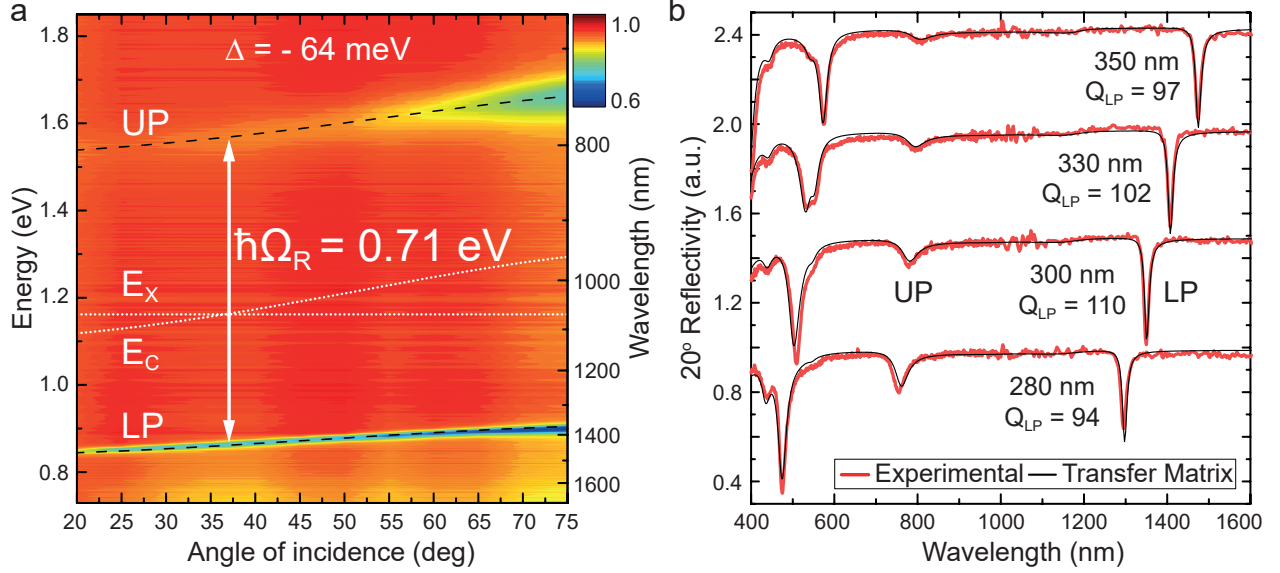 a
Δ = - 64 meV
UP
ħΩR = 0.71 eV
EX
EC
LP
1.8
1.6
1.4
1.2
1.0
0.8
Energy (eV)
20 25 30 35 40 45 50 55 60 65 70 75
Angle of incidence (deg)
1.0
0.6
800
1000
1200
1400
1600
Wavelength (nm)
b
2.4
2.0
1.6
1.2
0.8
0.4
20° Reflectivity (a.u.)
350 nm
QLP = 97
330 nm
QLP = 102
300 nm
QLP = 110
UP
LP
280 nm
QLP = 94
Experimental Transfer Matrix
400 600 800 1000 1200 1400 1600
Wavelength (nm)